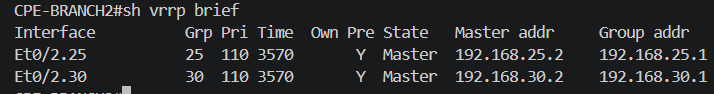 CPE-BRANCH2#sh vrrp brief
Interface Grp Pri Time Own Pre State Master addr Group addr
Et0/2.25 25 110 3570 Y Master 192.168.25.2 192.168.25.1
Et0/2.30 30 110 3570 Y Master 192.168.30.2 192.168.30.1